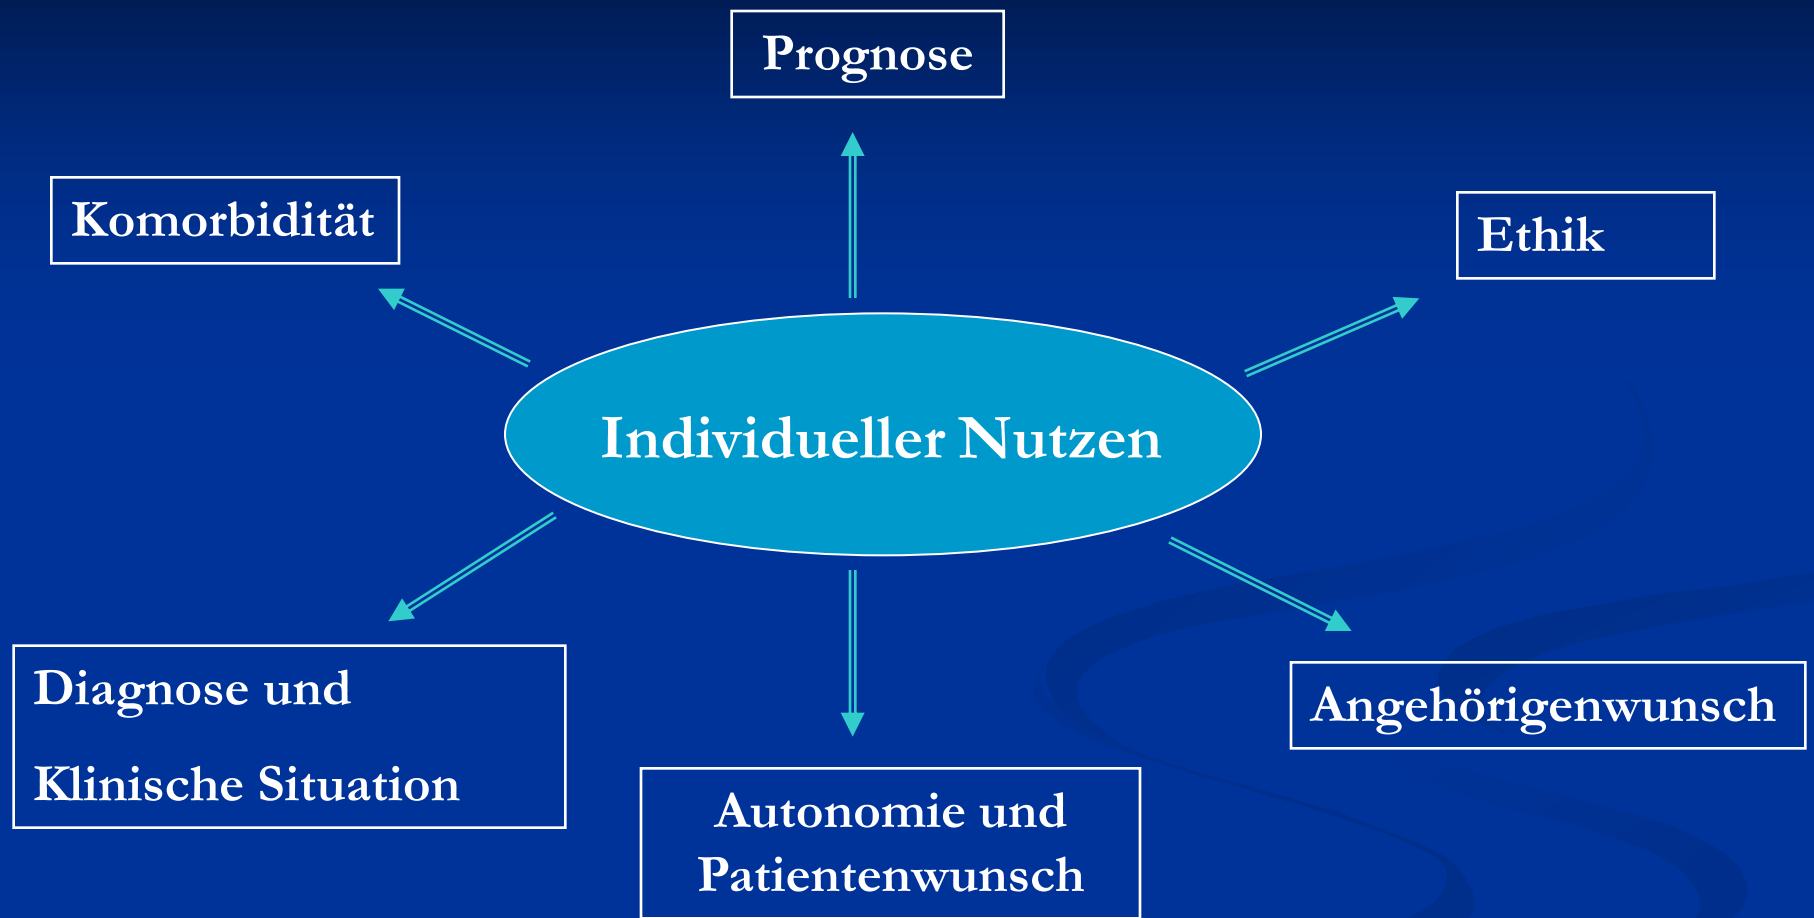 Prognose
Komorbidität
Ethik
Individueller Nutzen
Diagnose und
Klinische Situation
Angehörigenwunsch
Autonomie und
Patientenwunsch